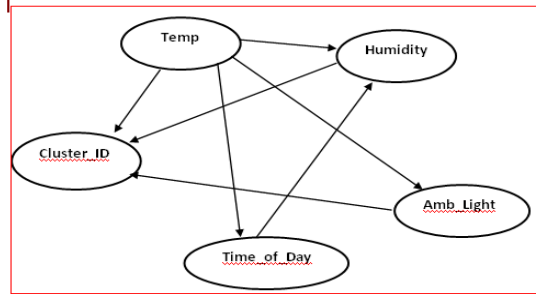 Temp
Humidity
Cluster_ID
Amb_Light
Time_of_Day